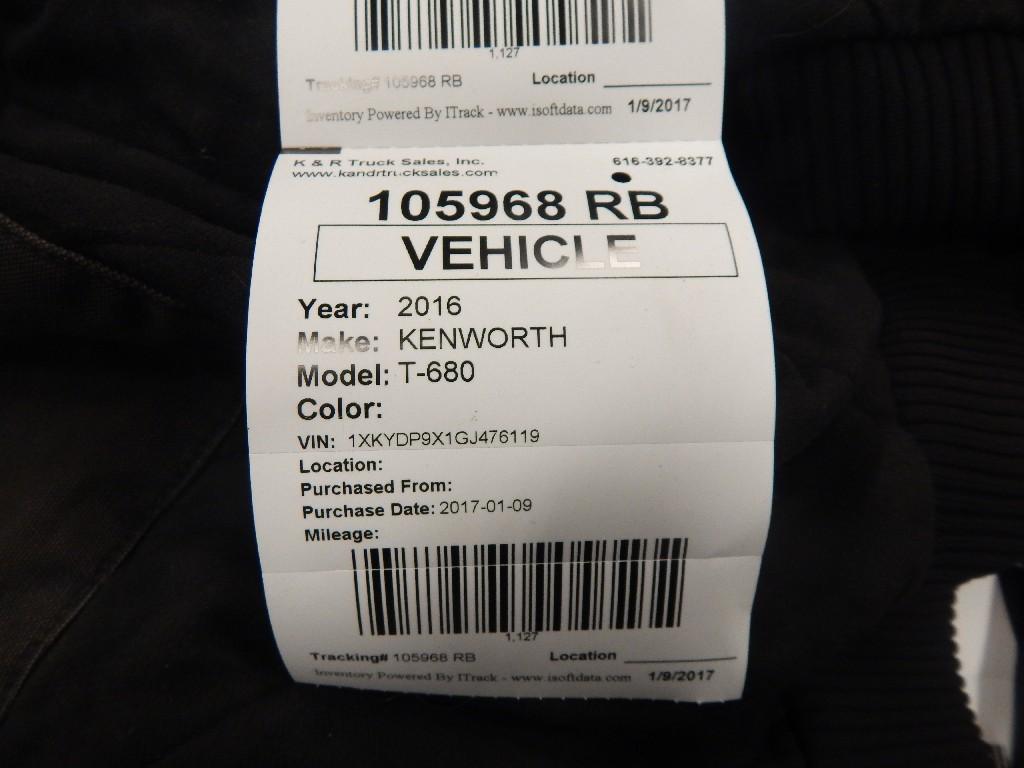 1,127
Tracking# 105968 RB Location
Inventory Powered By ITrack - www.isoftdata.com 1/9/2017
K & R Truck Sales, Inc. 616-392-8377
www.kandrtrucksales.com
105968 RB
VEHICLE
Year: 2016
Make: KENWORTH
Model: T-680
Color:
VIN: 1XKYDP9X1GJ476119
Location:
Purchased From:
Purchase Date: 2017-01-09
Mileage:
1,127
Tracking# 105968 RB Location
Inventory Powered By ITrack - www.isoftdata.com 1/9/2017